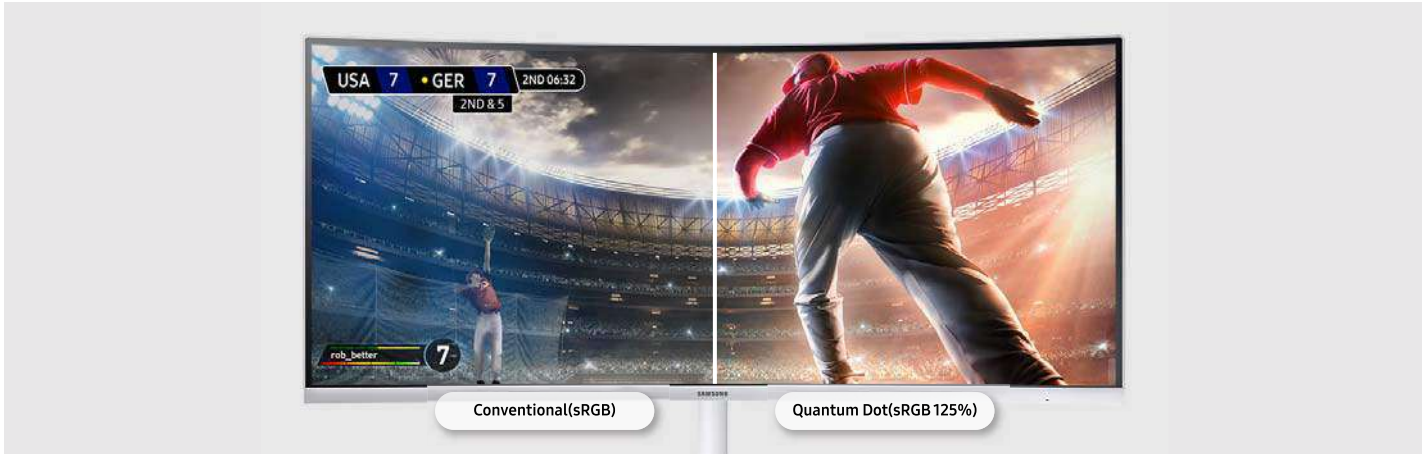 USA 7 GER 7 2ND 06:32
2ND & 5
rob_better 7
SAMSUNG
Conventional(sRGB)
Quantum Dot(sRGB 125%)